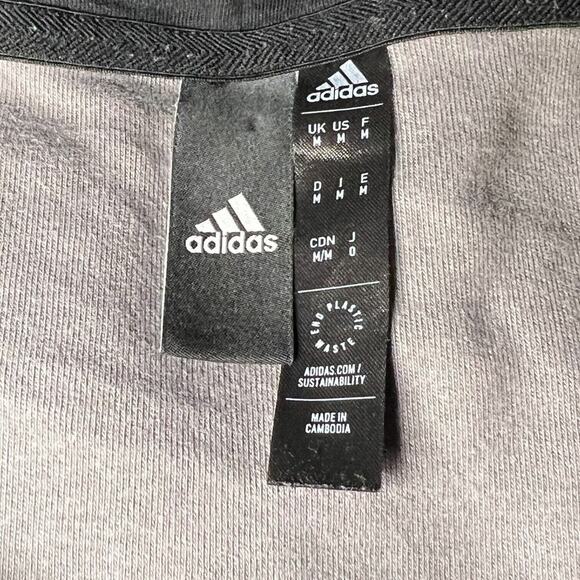 adidas
adidas
UK US F
M M M
D I E
M M M
CDN J
M/M O
END PLASTIC WASTE
ADIDAS.COM/
SUSTAINABILITY
MADE IN
CAMBODIA